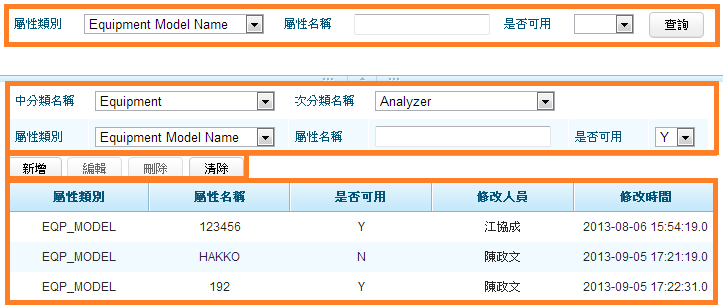 屬性類別 Equipment Model Name 屬性名稱 是否可用 查詢
中分類名稱 Equipment 次分類名稱 Analyzer
屬性類別 Equipment Model Name 屬性名稱 是否可用 Y
新增 編輯 刪除 清除
屬性類別 屬性名稱 是否可用 修改人員 修改時間
EQP_MODEL 123456 Y 江協成 2013-08-06 15:54:19.0
EQP_MODEL HAKKO N 陳政文 2013-09-05 17:21:19.0
EQP_MODEL 192 Y 陳政文 2013-09-05 17:22:31.0